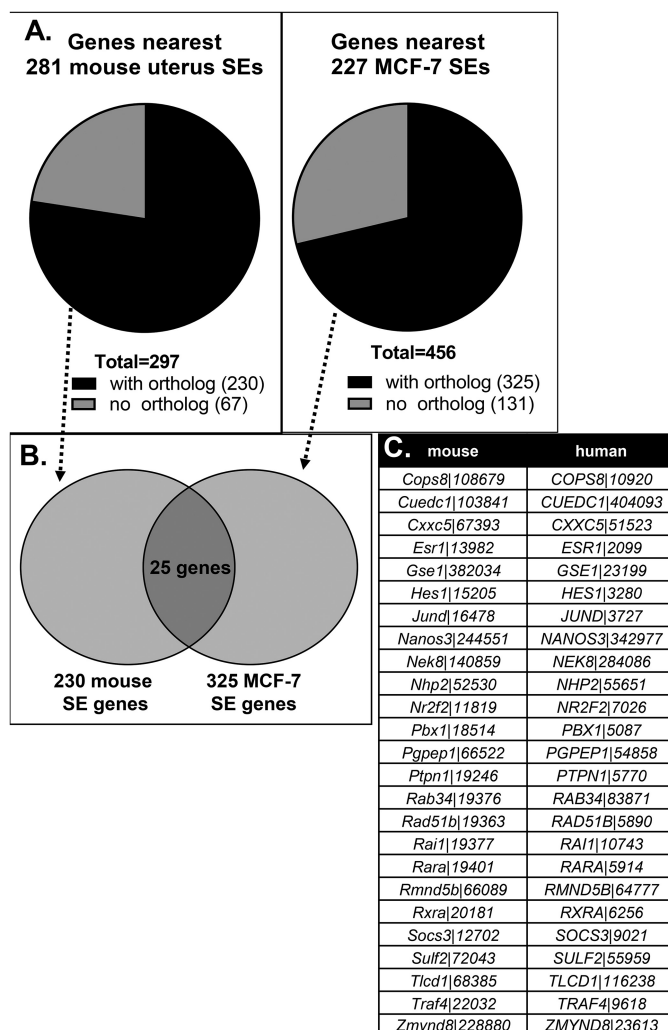 A.
Genes nearest
281 mouse uterus SEs
Genes nearest
227 MCF-7 SEs
Total=297
with ortholog (230)
no ortholog (67)
Total=456
with ortholog (325)
no ortholog (131)
B.
25 genes
230 mouse
SE genes
325 MCF-7
SE genes
C. mouse human
Cops8|108679 COPS8|10920
Cuedc1|103841 CUEDC1|404093
Cxxc5|67393 CXXC5|51523
Esr1|13982 ESR1|2099
Gse1|382034 GSE1|23199
Hes1|15205 HES1|3280
Jund|16478 JUND|3727
Nanos3|244551 NANOS3|342977
Nek8|140859 NEK8|284086
Nhp2|52530 NHP2|55651
Nr2f2|11819 NR2F2|7026
Pbx1|18514 PBX1|5087
Pgpep1|66522 PGPEP1|54858
Ptpn1|19246 PTPN1|5770
Rab34|19376 RAB34|83871
Rad51b|19363 RAD51B|5890
Rai1|19377 RAI1|10743
Rara|19401 RARA|5914
Rmnd5b|66089 RMND5B|64777
Rxra|20181 RXRA|6256
Socs3|12702 SOCS3|9021
Sulf2|72043 SULF2|55959
Tlcd1|68385 TLCD1|116238
Traf4|22032 TRAF4|9618
Zmynd8|228880 ZMYND8|23613